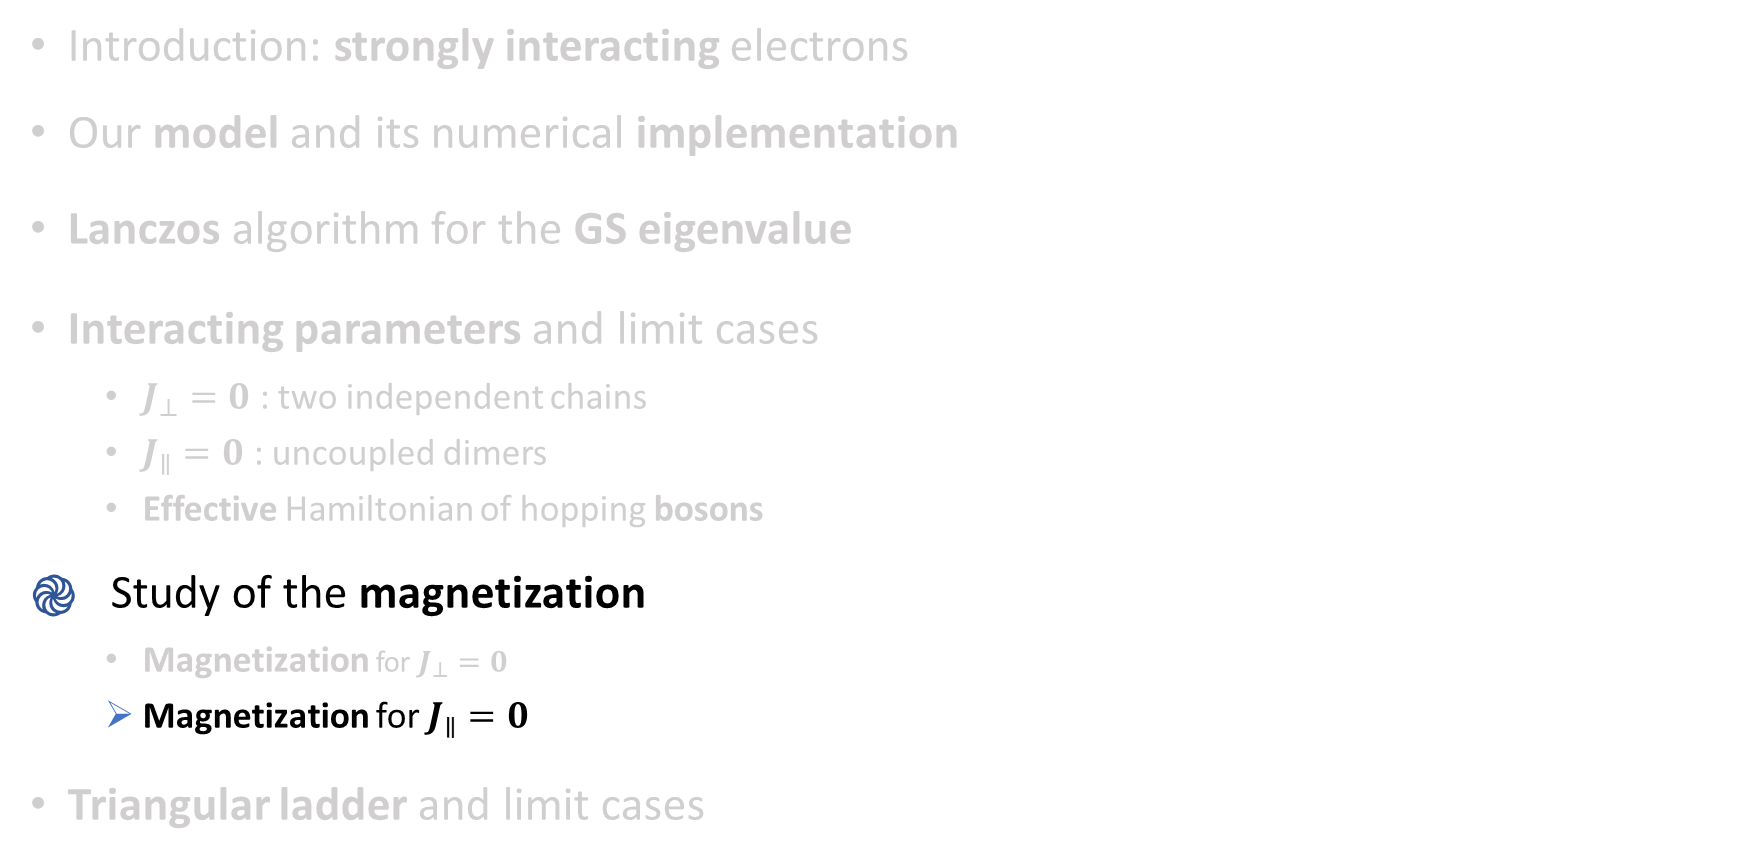 • Introduction: strongly interacting electrons
• Our model and its numerical implementation
• Lanczos algorithm for the GS eigenvalue
• Interacting parameters and limit cases
• J⊥ = 0 : two independent chains
• J∥ = 0 : uncoupled dimers
• Effective Hamiltonian of hopping bosons
Study of the magnetization
• Magnetization for J⊥ = 0
➢ Magnetization for J∥ = 0
• Triangular ladder and limit cases